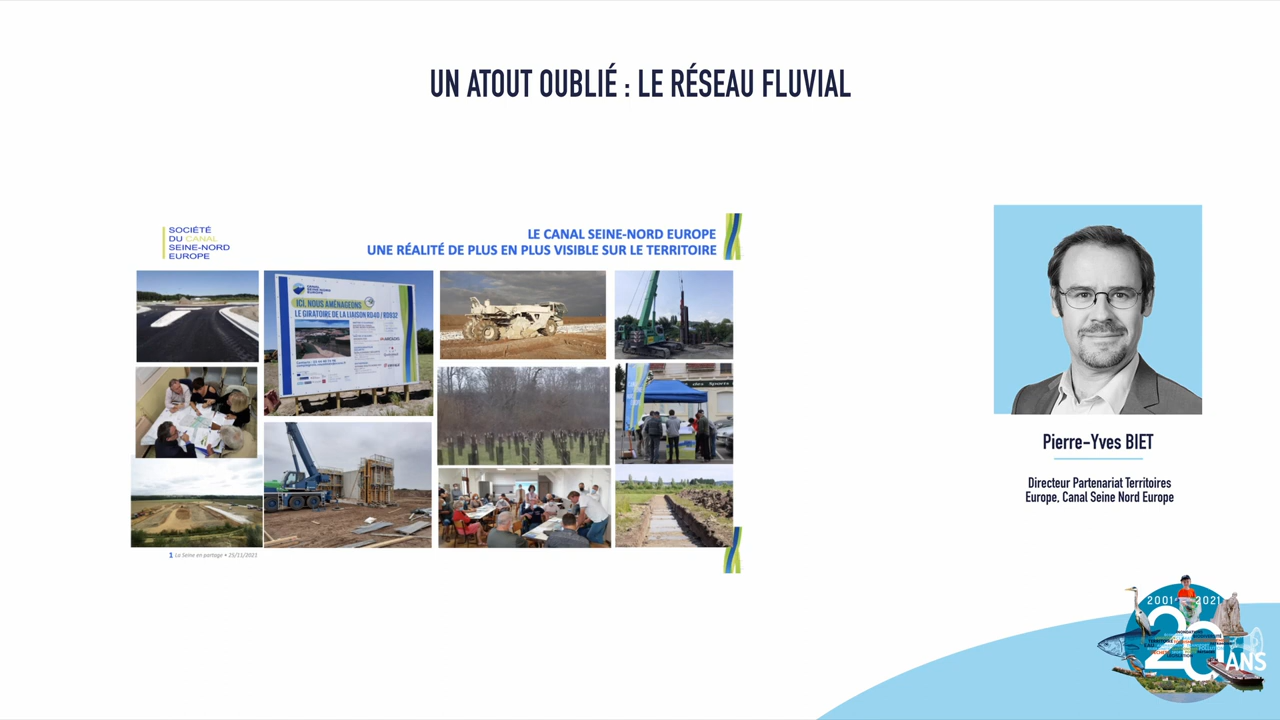 UN ATOUT OUBLIÉ : LE RÉSEAU FLUVIAL
SOCIÉTÉ
DU CANAL
SEINE-NORD
EUROPE
LE CANAL SEINE-NORD EUROPE
UNE RÉALITÉ DE PLUS EN PLUS VISIBLE SUR LE TERRITOIRE
ICI, NOUS AMÉNAGEONS
LE GIRATOIRE DE LA LIAISON RD40 / RD932
1 La Seine en partage • 25/11/2021
Pierre-Yves BIET
Directeur Partenariat Territoires
Europe, Canal Seine Nord Europe
2001 2021
20 ANS